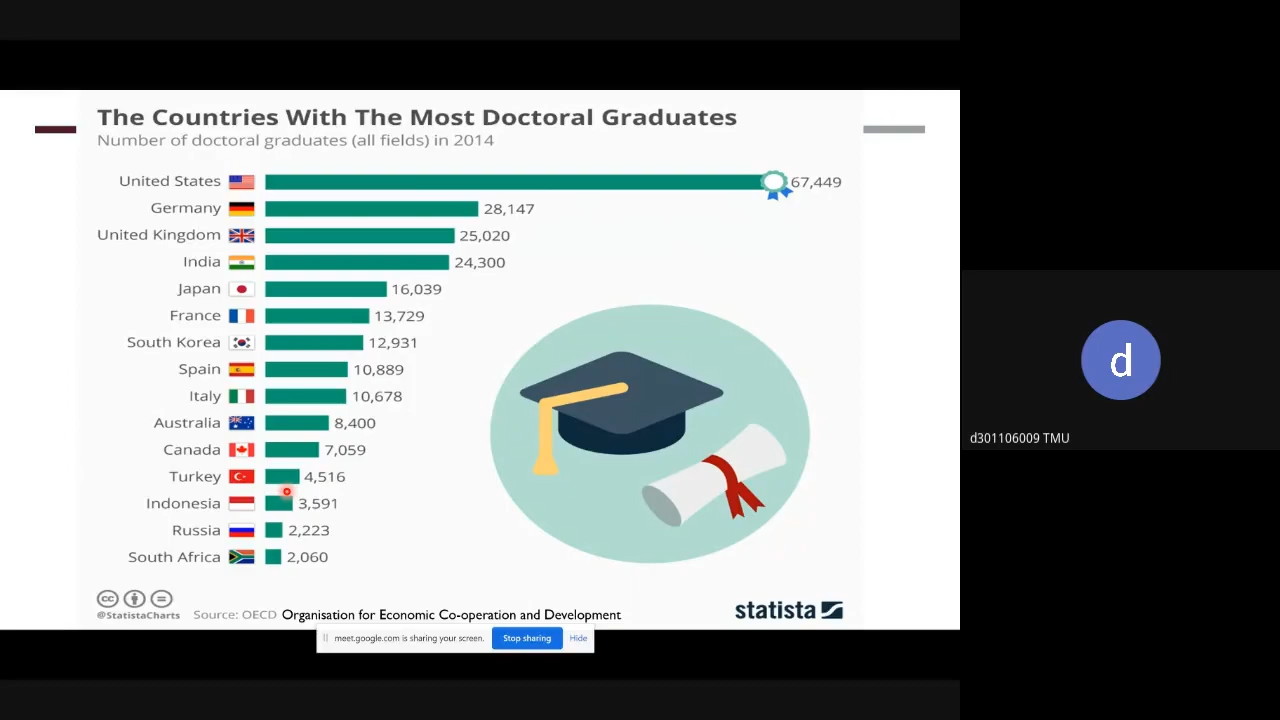 The Countries With The Most Doctoral Graduates
Number of doctoral graduates (all fields) in 2014
United States 67,449
Germany 28,147
United Kingdom 25,020
India 24,300
Japan 16,039
France 13,729
South Korea 12,931
Spain 10,889
Italy 10,678
Australia 8,400
Canada 7,059
Turkey 4,516
Indonesia 3,591
Russia 2,223
South Africa 2,060
cc
@StatistaCharts Source: OECD Organisation for Economic Co-operation and Development
statista
meet.google.com is sharing your screen. Stop sharing Hide
d
d301106009 TMU